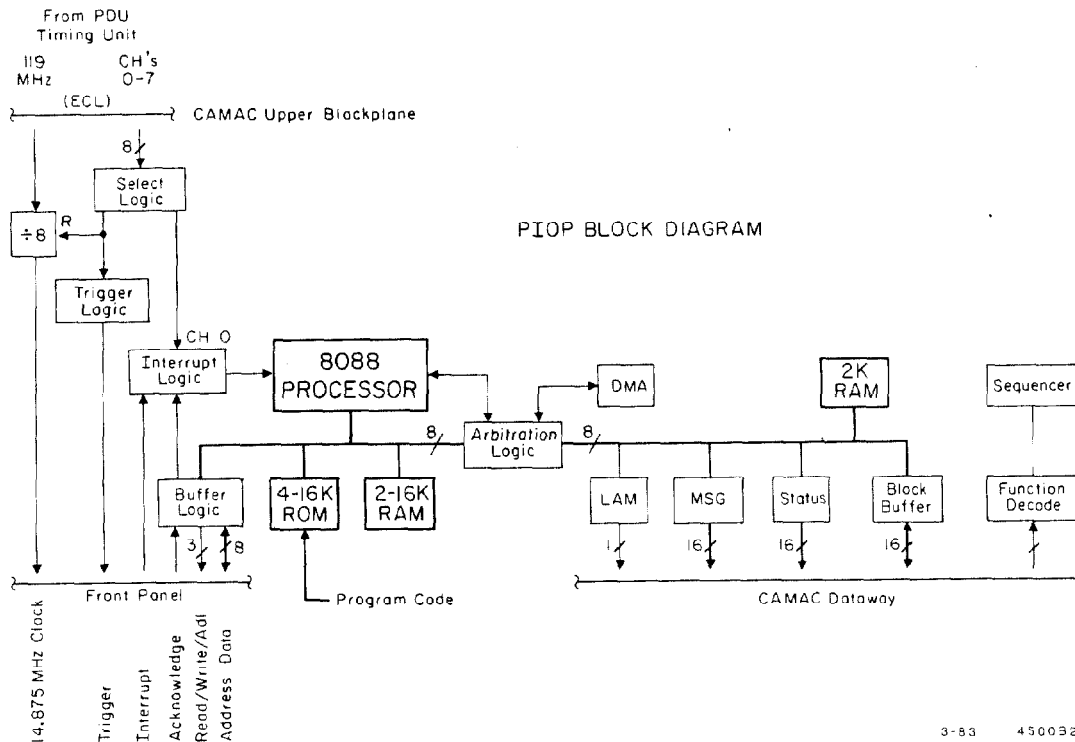 From PDU
Timing Unit
119
MHz
CH's
0-7
(ECL)
CAMAC Upper Blackplane
8
Select
Logic
R
÷8
PIOP BLOCK DIAGRAM
Trigger
Logic
CH 0
Interrupt
Logic
8088
PROCESSOR
DMA
2K
RAM
Sequencer
8
Arbitration
Logic
8
Buffer
Logic
4-16K
ROM
2-16K
RAM
LAM
MSG
Status
Block
Buffer
Function
Decode
3
8
1
16
16
16
Front Panel
Program Code
CAMAC Dataway
14.875 MHz Clock
Trigger
Interrupt
Acknowledge
Read/Write/Adl
Address Data
3-83
4500B2